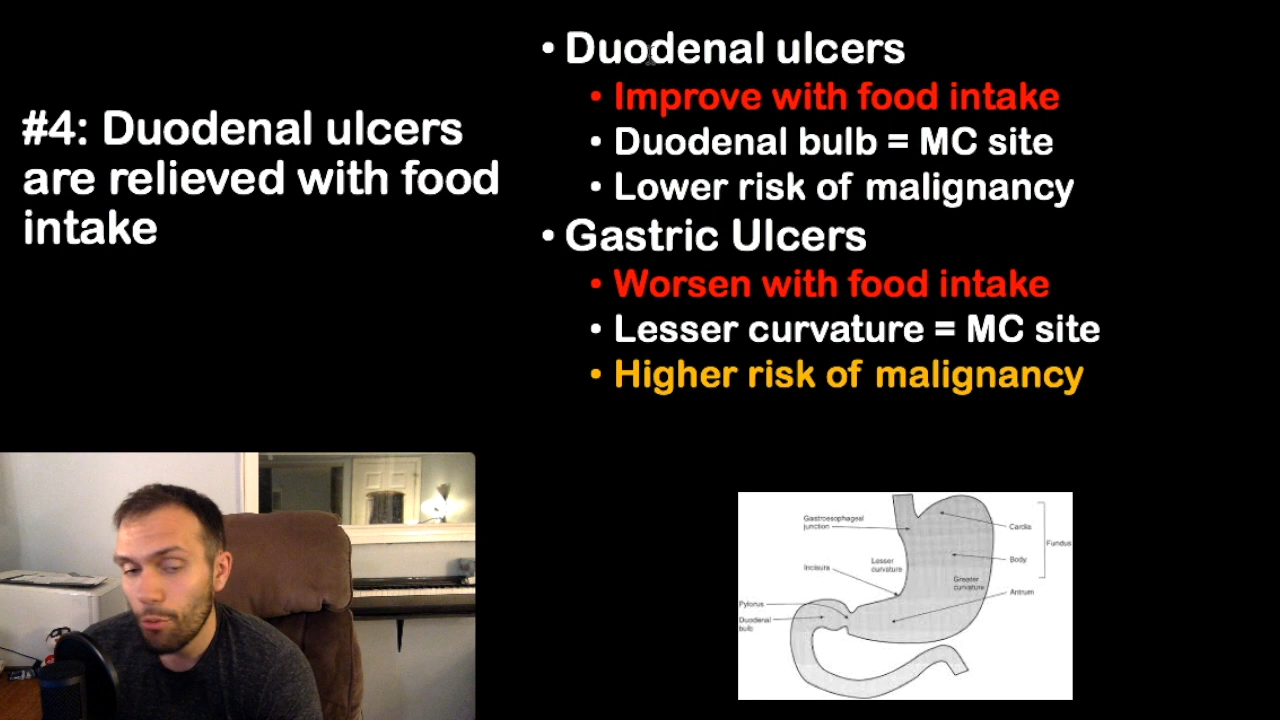 #4: Duodenal ulcers
are relieved with food
intake
• Duodenal ulcers
• Improve with food intake
• Duodenal bulb = MC site
• Lower risk of malignancy
• Gastric Ulcers
• Worsen with food intake
• Lesser curvature = MC site
• Higher risk of malignancy
Gastroesophageal
junction
Cardia
Fundus
Lesser
curvature
Body
Incisura
Greater
curvature
Antrum
Pylorus
Duodenal
bulb